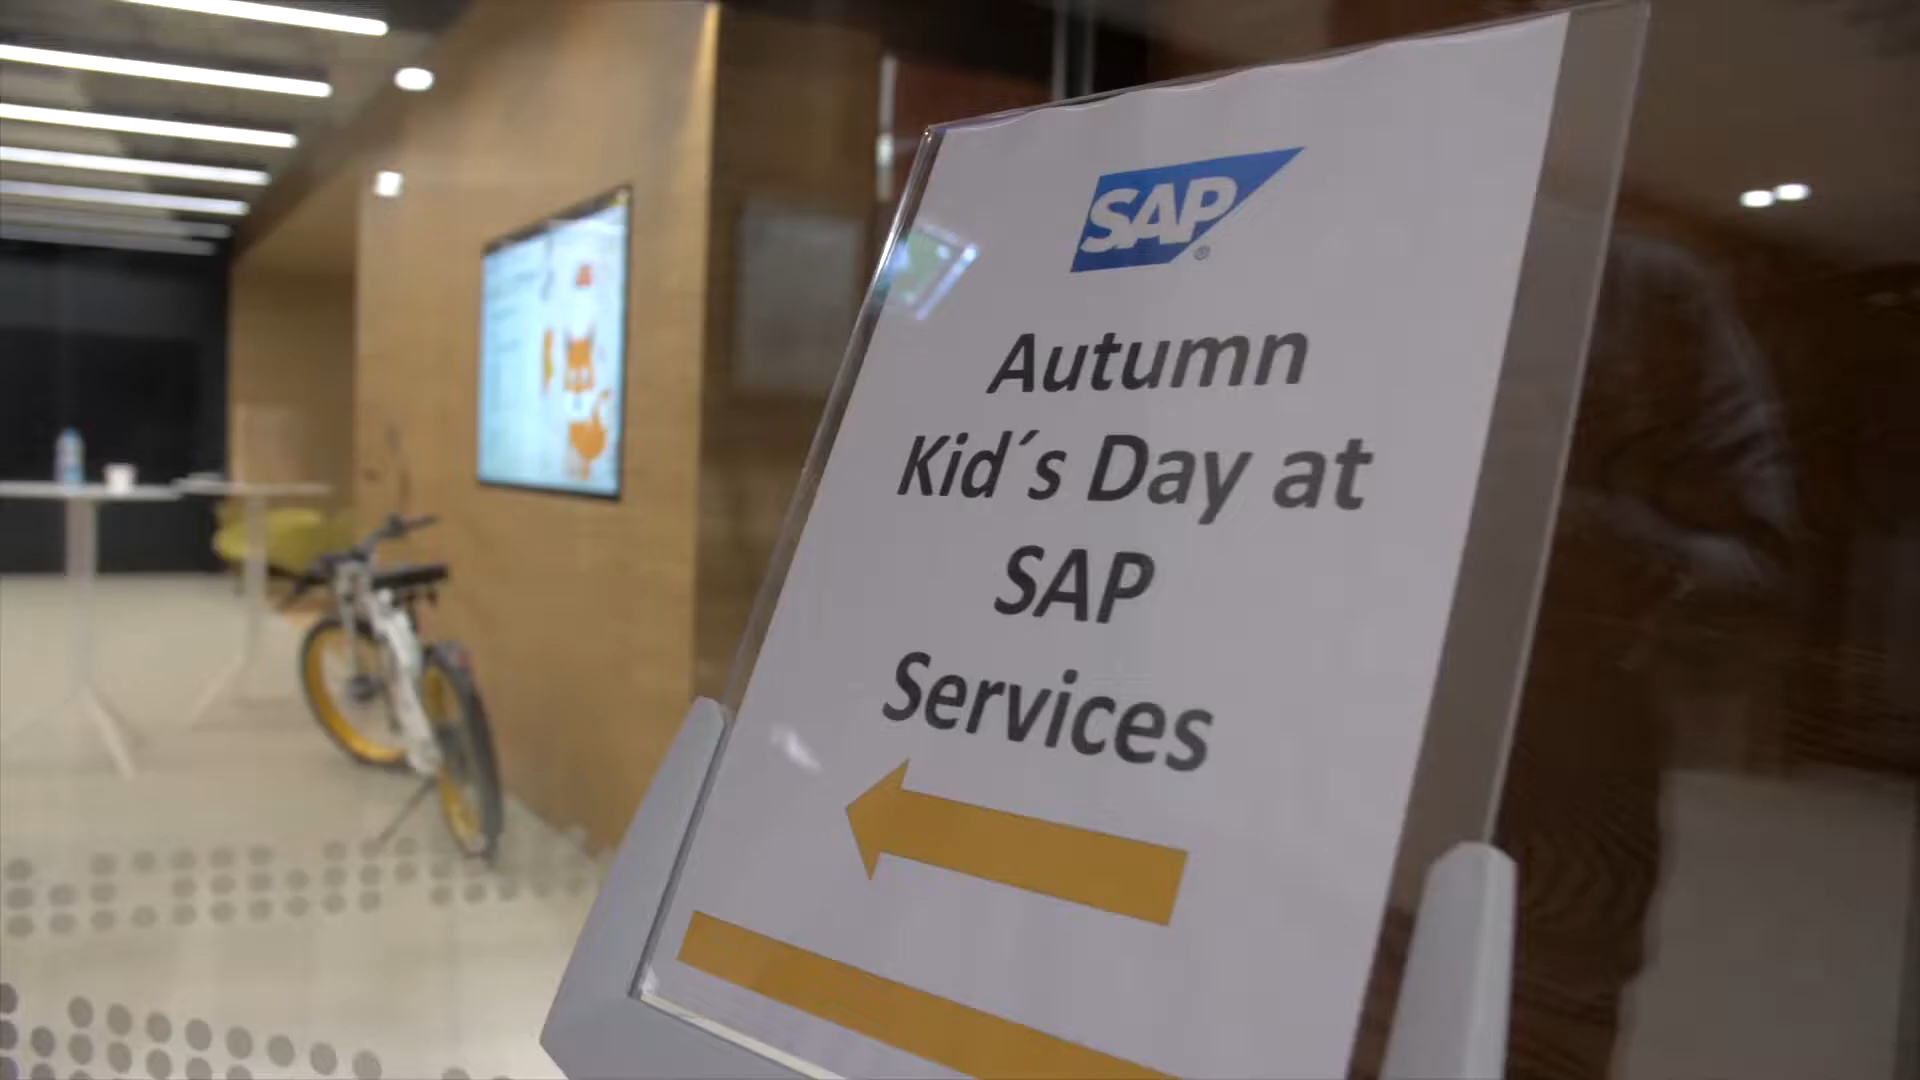 SAP
Autumn
Kid´s Day at
SAP
Services